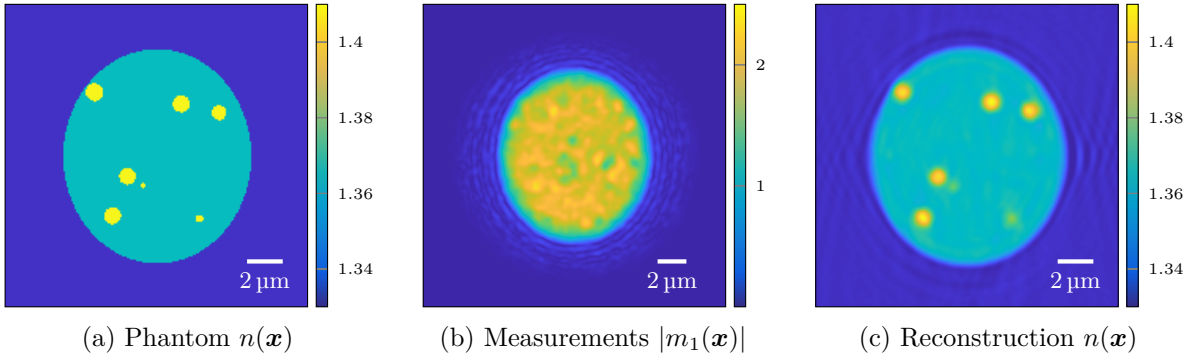 1.4
1.38
1.36
1.34
2 µm
2
1
2 µm
1.4
1.38
1.36
1.34
2 µm
(a) Phantom n(x)
(b) Measurements |m₁(x)|
(c) Reconstruction n(x)